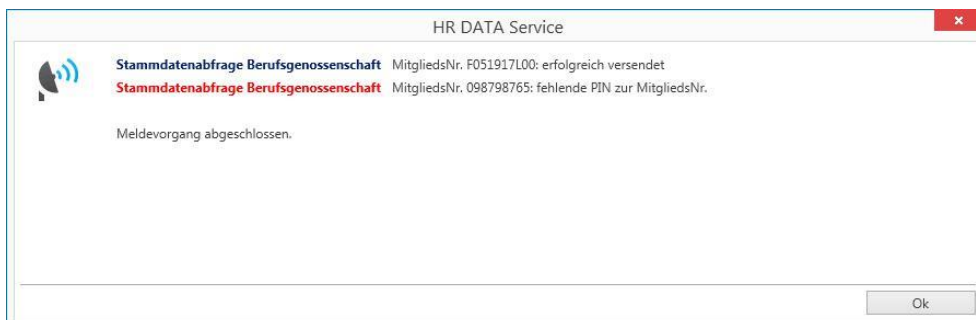 HR DATA Service
Stammdatenabfrage Berufsgenossenschaft MitgliedsNr. F051917L00: erfolgreich versendet
Stammdatenabfrage Berufsgenossenschaft MitgliedsNr. 098798765: fehlende PIN zur MitgliedsNr.
Meldevorgang abgeschlossen.
Ok